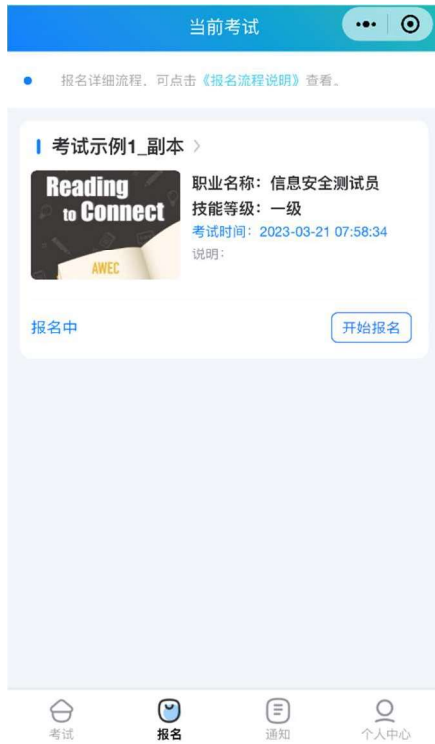 当前考试
报名详细流程，可点击《报名流程说明》查看。
考试示例1_副本
Reading
to Connect
AWEC
职业名称：信息安全测试员
技能等级：一级
考试时间：2023-03-21 07:58:34
说明：
报名中
开始报名
考试
报名
通知
个人中心